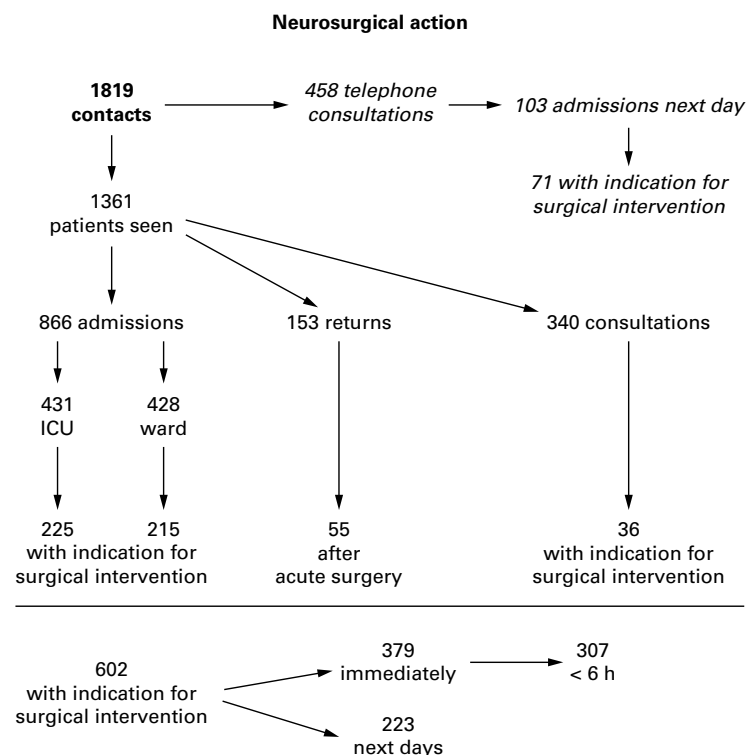 Neurosurgical action
1819
contacts
458 telephone
consultations
103 admissions next day
71 with indication for
surgical intervention
1361
patients seen
866 admissions
153 returns
340 consultations
431
ICU
428
ward
225
215
with indication for
surgical intervention
55
after
acute surgery
36
with indication for
surgical intervention
602
with indication for
surgical intervention
379
immediately
307
< 6 h
223
next days